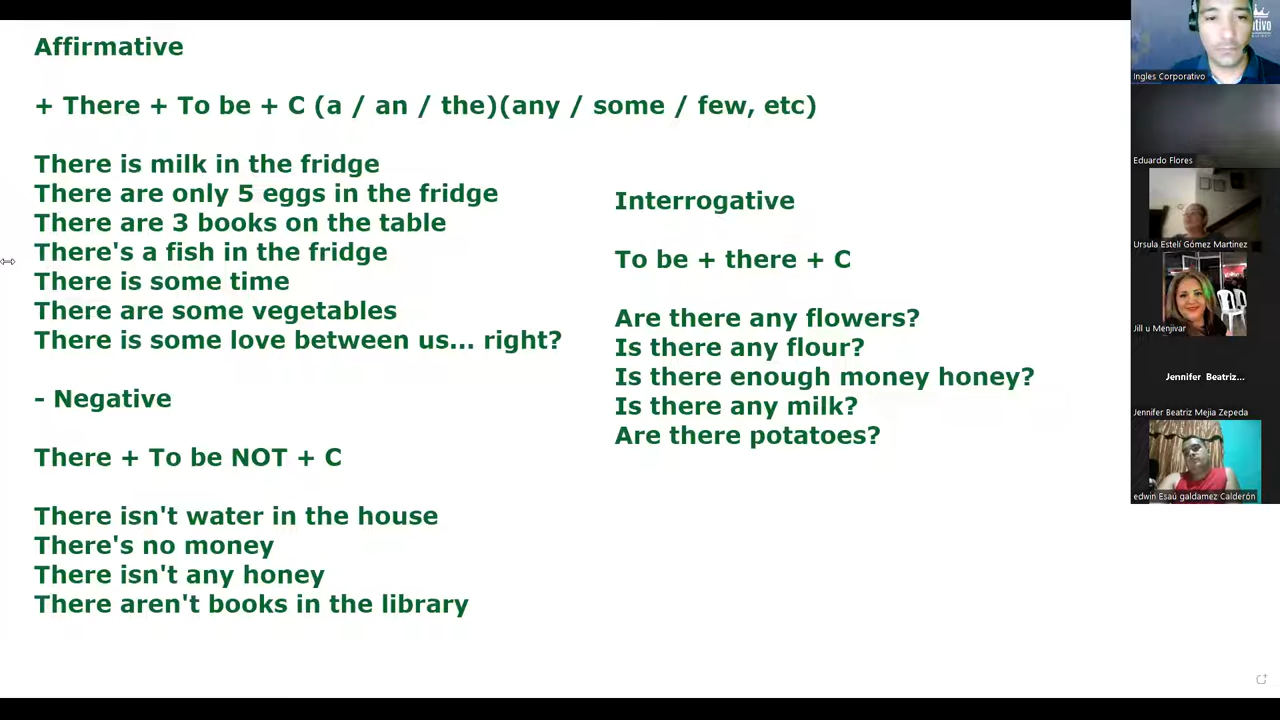 Affirmative
+ There + To be + C (a / an / the)(any / some / few, etc)
There is milk in the fridge
There are only 5 eggs in the fridge
There are 3 books on the table
There's a fish in the fridge
There is some time
There are some vegetables
There is some love between us... right?
- Negative
There + To be NOT + C
There isn't water in the house
There's no money
There isn't any honey
There aren't books in the library
Interrogative
To be + there + C
Are there any flowers?
Is there any flour?
Is there enough money honey?
Is there any milk?
Are there potatoes?
Ingles Corporativo
Eduardo Flores
Ursula Estelí Gómez Martinez
Jill u Menjivar
Jennifer Beatriz...
Jennifer Beatriz Mejia Zepeda
edwin Esaú galdamez Calderón